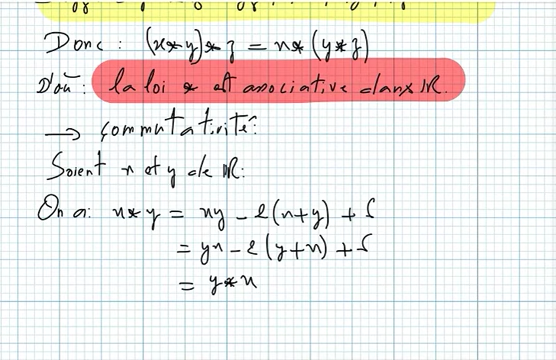 Donc : (x*y)*z = x*(y*z)
D'où : la loi * est associative dans ℝ.
→ Commutativité :
Soient x et y de ℝ :
On a : x*y = xy - 2(x+y) + 6
= yx - 2(y+x) + 6
= y*x